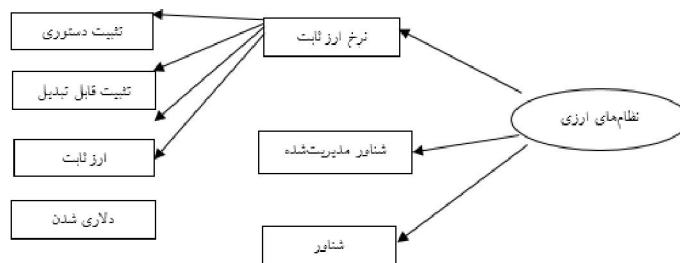 نظام‌های ارزی
نرخ ارز ثابت
شناور مدیریت‌شده
شناور
تثبیت دستوری
تثبیت قابل تبدیل
ارز ثابت
دلاری شدن